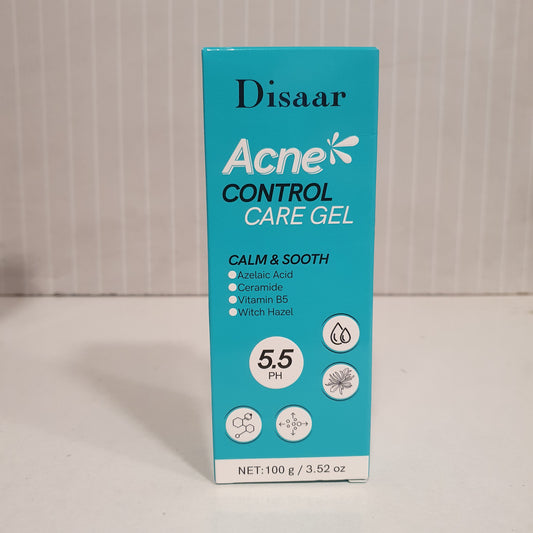 Disaar
Acne
CONTROL
CARE GEL
CALM & SOOTH
Azelaic Acid
Ceramide
Vitamin B5
Witch Hazel
5.5
PH
NET:100 g / 3.52 oz